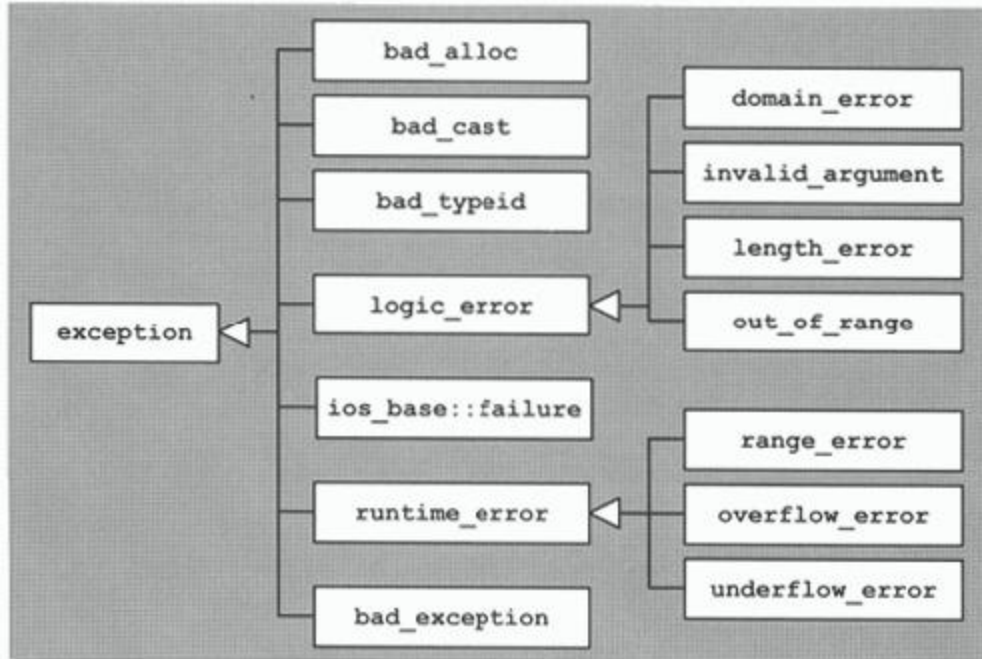 exception
bad_alloc
bad_cast
bad_typeid
logic_error
ios_base::failure
runtime_error
bad_exception
domain_error
invalid_argument
length_error
out_of_range
range_error
overflow_error
underflow_error